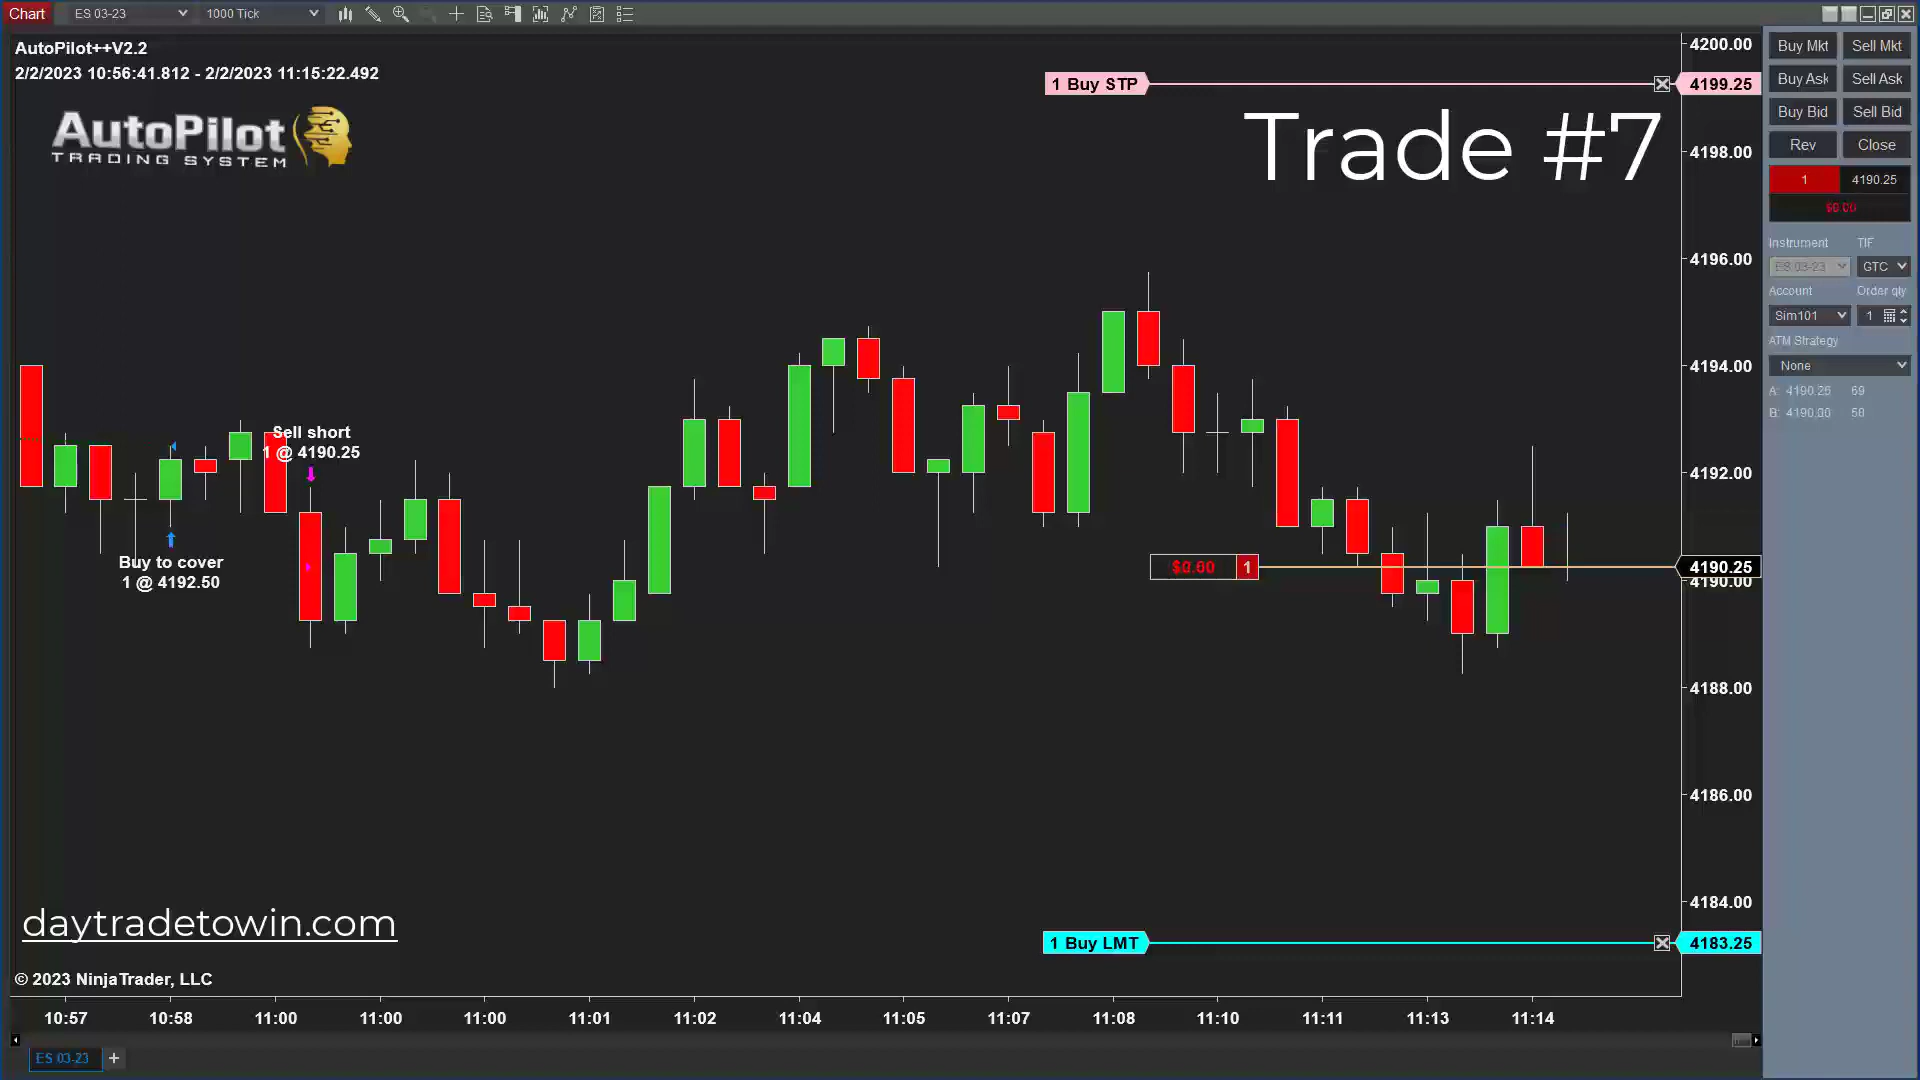 Chart ES 03-23 1000 Tick
AutoPilot++V2.2
2/2/2023 10:56:41.812 - 2/2/2023 11:15:22.492
AutoPilot
TRADING SYSTEM
Trade #7
1 Buy STP
4199.25
Sell short
1 @ 4190.25
Buy to cover
1 @ 4192.50
$0.00 1
4190.25
1 Buy LMT
4183.25
4200.00
4198.00
4196.00
4194.00
4192.00
4190.00
4188.00
4186.00
4184.00
daytradetowin.com
© 2023 NinjaTrader, LLC
10:57 10:58 11:00 11:00 11:00 11:01 11:02 11:04 11:05 11:07 11:08 11:10 11:11 11:13 11:14
ES 03-23 +
Buy Mkt Sell Mkt
Buy Ask Sell Ask
Buy Bid Sell Bid
Rev Close
1 4190.25
$0.00
Instrument TIF
ES 03-23 GTC
Account Order qty
Sim101 1
ATM Strategy
None
A: 4190.25 69
B: 4190.00 58